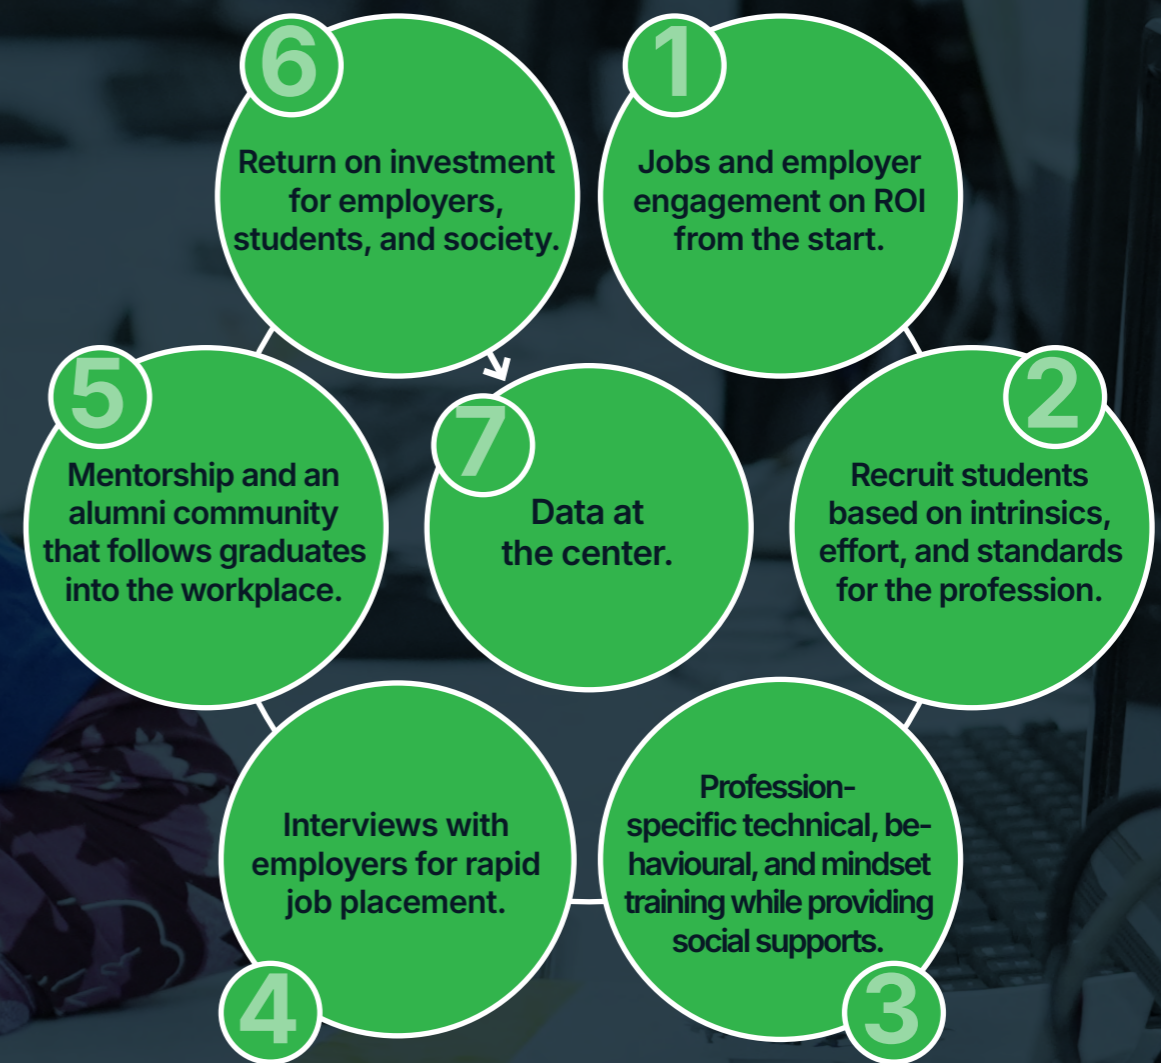 1
Jobs and employer
engagement on ROI
from the start.
2
Recruit students
based on intrinsics,
effort, and standards
for the profession.
3
Profession-
specific technical, be-
havioural, and mindset
training while providing
social supports.
4
Interviews with
employers for rapid
job placement.
5
Mentorship and an
alumni community
that follows graduates
into the workplace.
6
Return on investment
for employers,
students, and society.
7
Data at
the center.